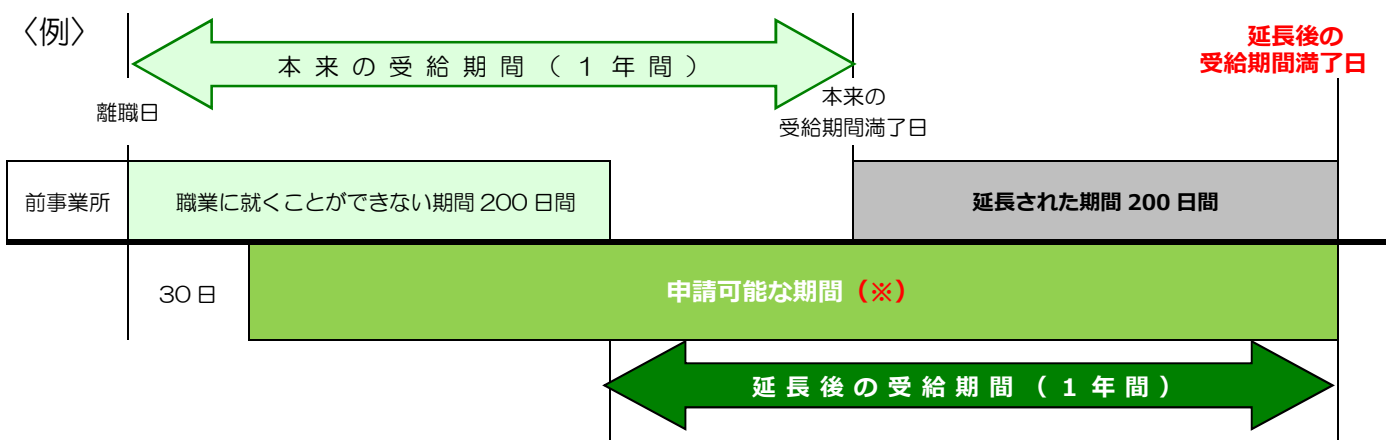 〈例〉
本来の受給期間（1年間）
延長後の
受給期間満了日
離職日
本来の
受給期間満了日
前事業所
職業に就くことができない期間 200 日間
延長された期間 200 日間
30 日
申請可能な期間（※）
延長後の受給期間（1年間）